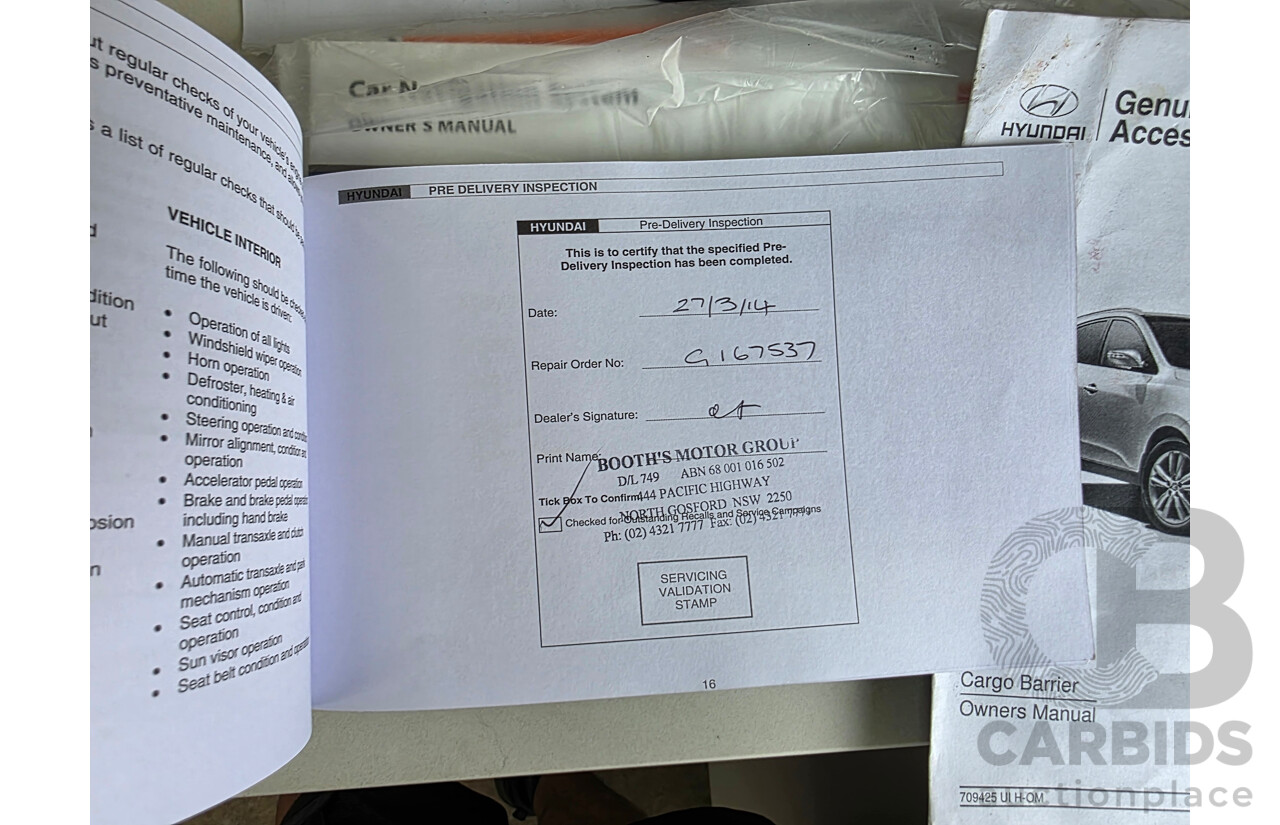 ut regular checks of your vehicle's engine,
s preventative maintenance, and
s a list of regular checks that should be
VEHICLE INTERIOR
The following should be
time the vehicle is driven:
• Operation of all lights
• Windshield wiper operation
• Horn operation
• Defroster, heating & air
conditioning
• Steering operation and
• Mirror alignment, condition
operation
• Accelerator pedal operation
• Brake and brake pedal
including hand brake
• Manual transaxle and clutch
operation
• Automatic transaxle and park
mechanism operation
• Seat control, condition and
operation
• Sun visor operation
• Seat belt condition and
d
dition
ut
osion
n
Car Navigation System
OWNER'S MANUAL
HYUNDAI PRE DELIVERY INSPECTION
HYUNDAI Pre-Delivery Inspection
This is to certify that the specified Pre-
Delivery Inspection has been completed.
Date: 27/3/14
Repair Order No: G167537
Dealer's Signature:
Print Name:
BOOTH'S MOTOR GROUP
D/L 749 ABN 68 001 016 502
Tick Box To Confirm
444 PACIFIC HIGHWAY
NORTH GOSFORD NSW 2250
Checked for Outstanding Recalls and Service Campaigns
Ph: (02) 4321 7777 Fax: (02) 4321
SERVICING
VALIDATION
STAMP
16
HYUNDAI
Genu
Acces
Cargo Barrier
Owners Manual
709425 UI H-OM
CB
CARBIDS
ctionplace